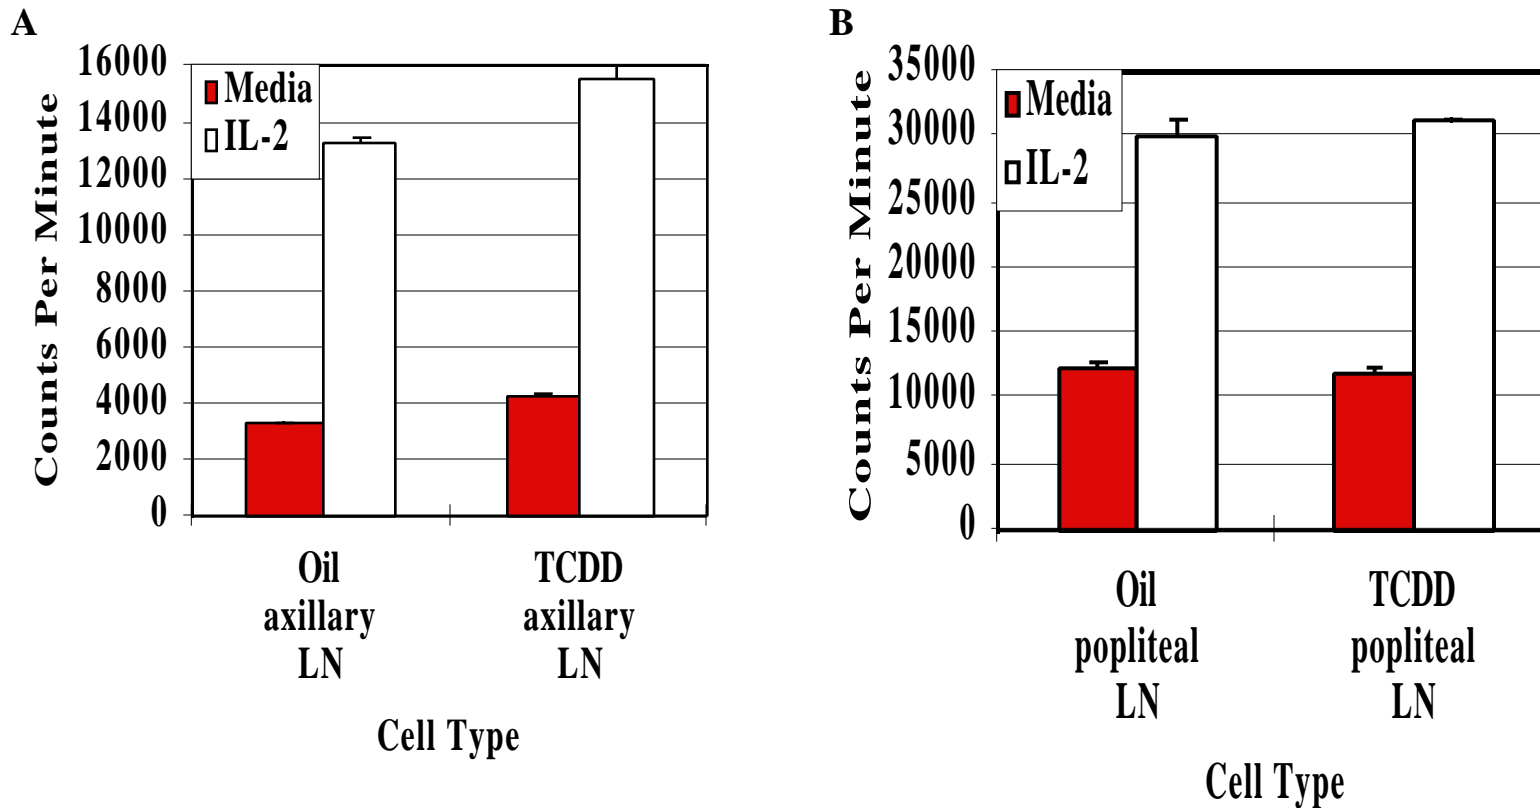 A
Counts Per Minute
16000
14000
12000
10000
8000
6000
4000
2000
0
Media
IL-2
Oil
axillary
LN
TCDD
axillary
LN
Cell Type
B
Counts Per Minute
35000
30000
25000
20000
15000
10000
5000
0
Media
IL-2
Oil
popliteal
LN
TCDD
popliteal
LN
Cell Type